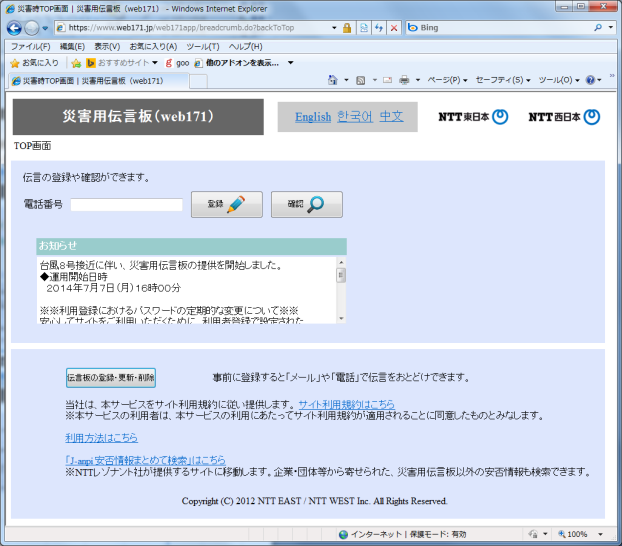 災害時TOP画面 | 災害用伝言板（web171） - Windows Internet Explorer
https://www.web171.jp/web171app/breadcrumb.do?backToTop
Bing
ファイル(F) 編集(E) 表示(V) お気に入り(A) ツール(T) ヘルプ(H)
お気に入り おすすめサイト goo 他のアドオンを表示...
災害時TOP画面 | 災害用伝言板（web171）
ページ(P) セーフティ(S) ツール(O)
災害用伝言板(web171) English 한국어 中文 NTT東日本 NTT西日本
TOP画面
伝言の登録や確認ができます。
電話番号 登録 確認
お知らせ
台風8号接近に伴い、災害用伝言板の提供を開始しました。
◆運用開始日時
2014年7月7日(月)16時00分
※※利用登録におけるパスワードの定期的な変更について※※
安心してサイトをご利用いただくために、利用者登録で設定された
伝言板の登録・更新・削除 事前に登録すると「メール」や「電話」で伝言をおとどけできます。
当社は、本サービスをサイト利用規約に従い提供します。サイト利用規約はこちら
※本サービスの利用者は、本サービスの利用にあたってサイト利用規約が適用されることに同意したものとみなします。
利用方法はこちら
「J-anpi 安否情報まとめて検索」はこちら
※NTTレゾナント社が提供するサイトに移動します。企業・団体等から寄せられた、災害用伝言板以外の安否情報も検索できます。
Copyright (C) 2012 NTT EAST / NTT WEST Inc. All Rights Reserved.
インターネット | 保護モード: 有効 100%